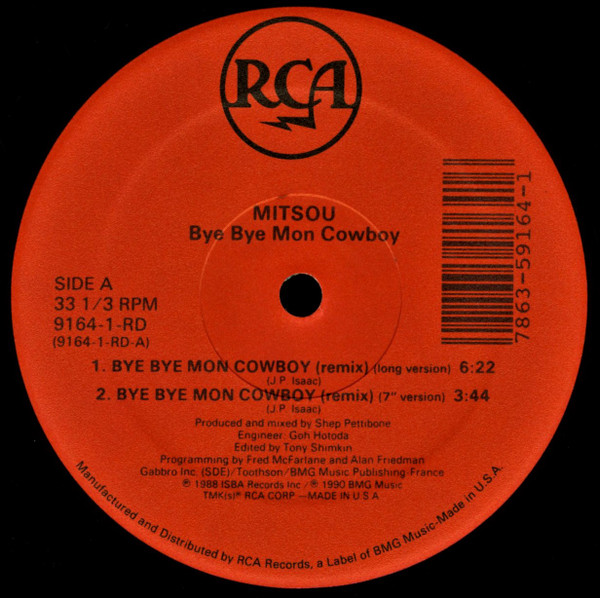 RCA
MITSOU
Bye Bye Mon Cowboy
SIDE A
33 1/3 RPM
9164-1-RD
(9164-1-RD-A)
7863-59164-1
1. BYE BYE MON COWBOY (remix) (long version) 6:22
(J.P. Isaac)
2. BYE BYE MON COWBOY (remix) (7" version) 3:44
(J.P. Isaac)
Produced and mixed by Shep Pettibone
Engineer: Goh Hotoda
Edited by Tony Shimkin
Programming by Fred McFarlane and Alan Friedman
Gabbro Inc. (SDE)/Toothson/BMG Music Publishing-France
℗ 1988 ISBA Records Inc / ℗ 1990 BMG Music
TMK(s)® RCA CORP —MADE IN U.S.A
Manufactured and Distributed by RCA Records, a Label of BMG Music-Made in U.S.A.